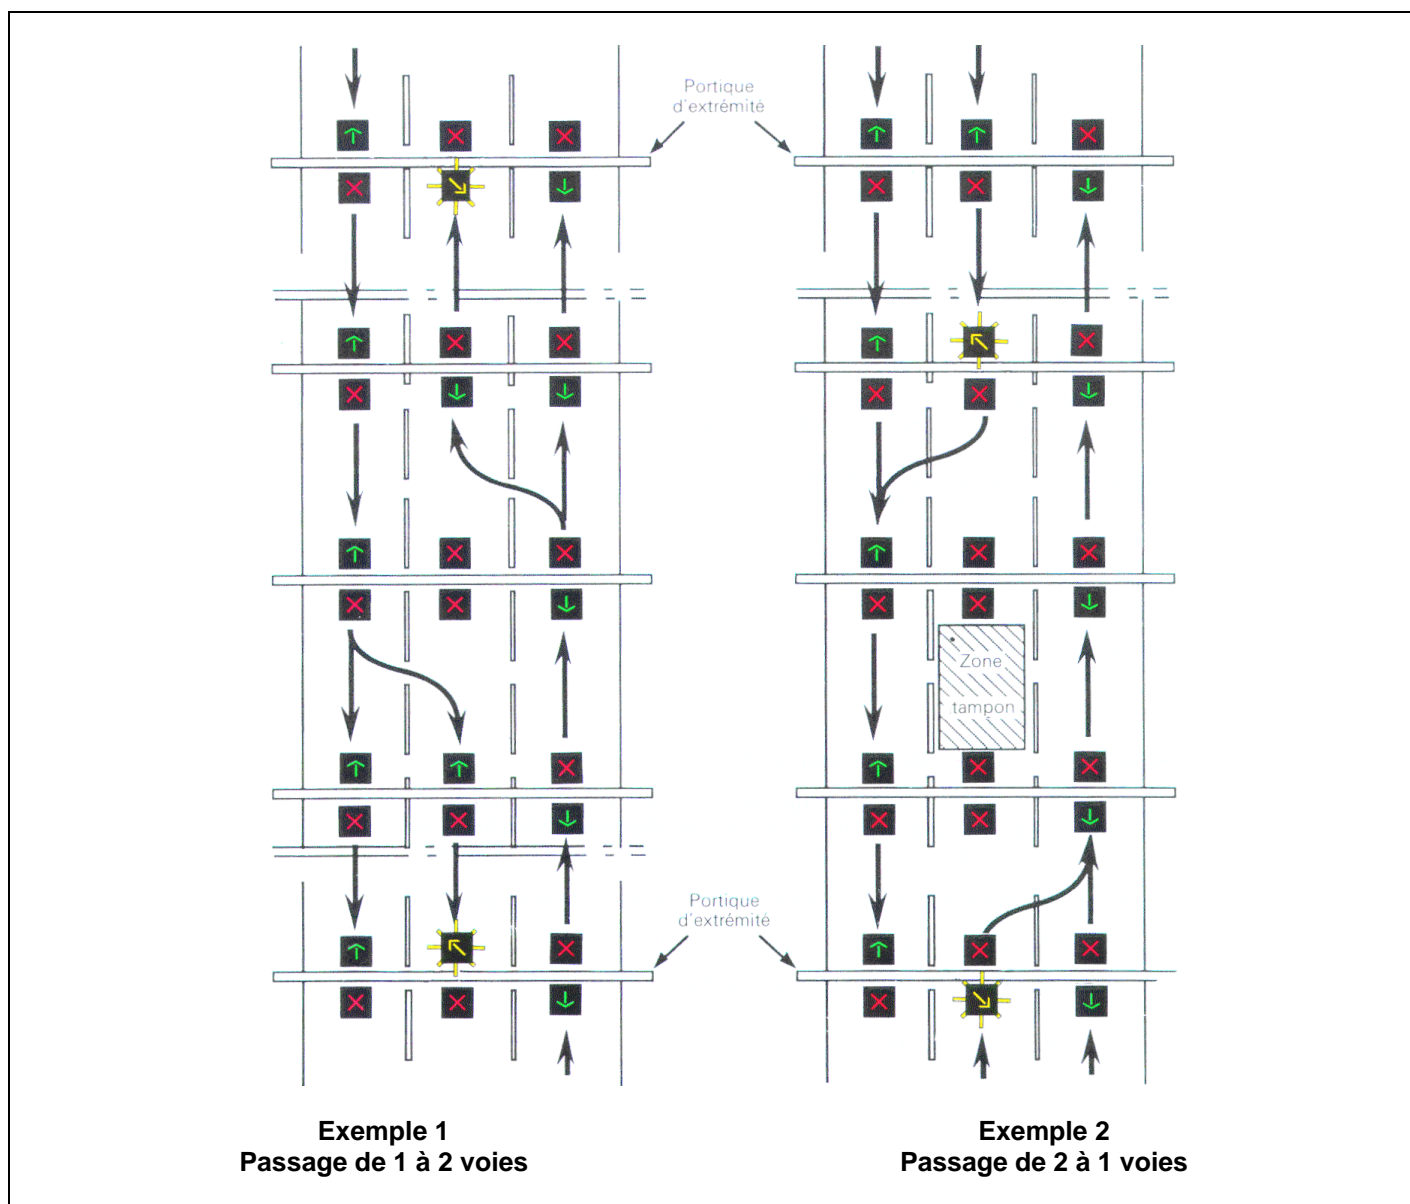 Portique
d'extrémité
Zone
tampon
Portique
d'extrémité
Exemple 1
Passage de 1 à 2 voies
Exemple 2
Passage de 2 à 1 voies